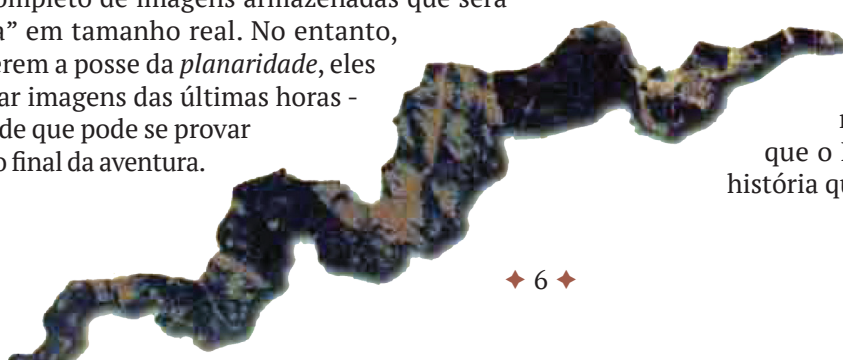 ompleto de imagens armazenadas que será
a” em tamanho real. No entanto,
erem a posse da planaridade, eles
ar imagens das últimas horas -
de que pode se provar
o final da aventura.
que o
história qu
6